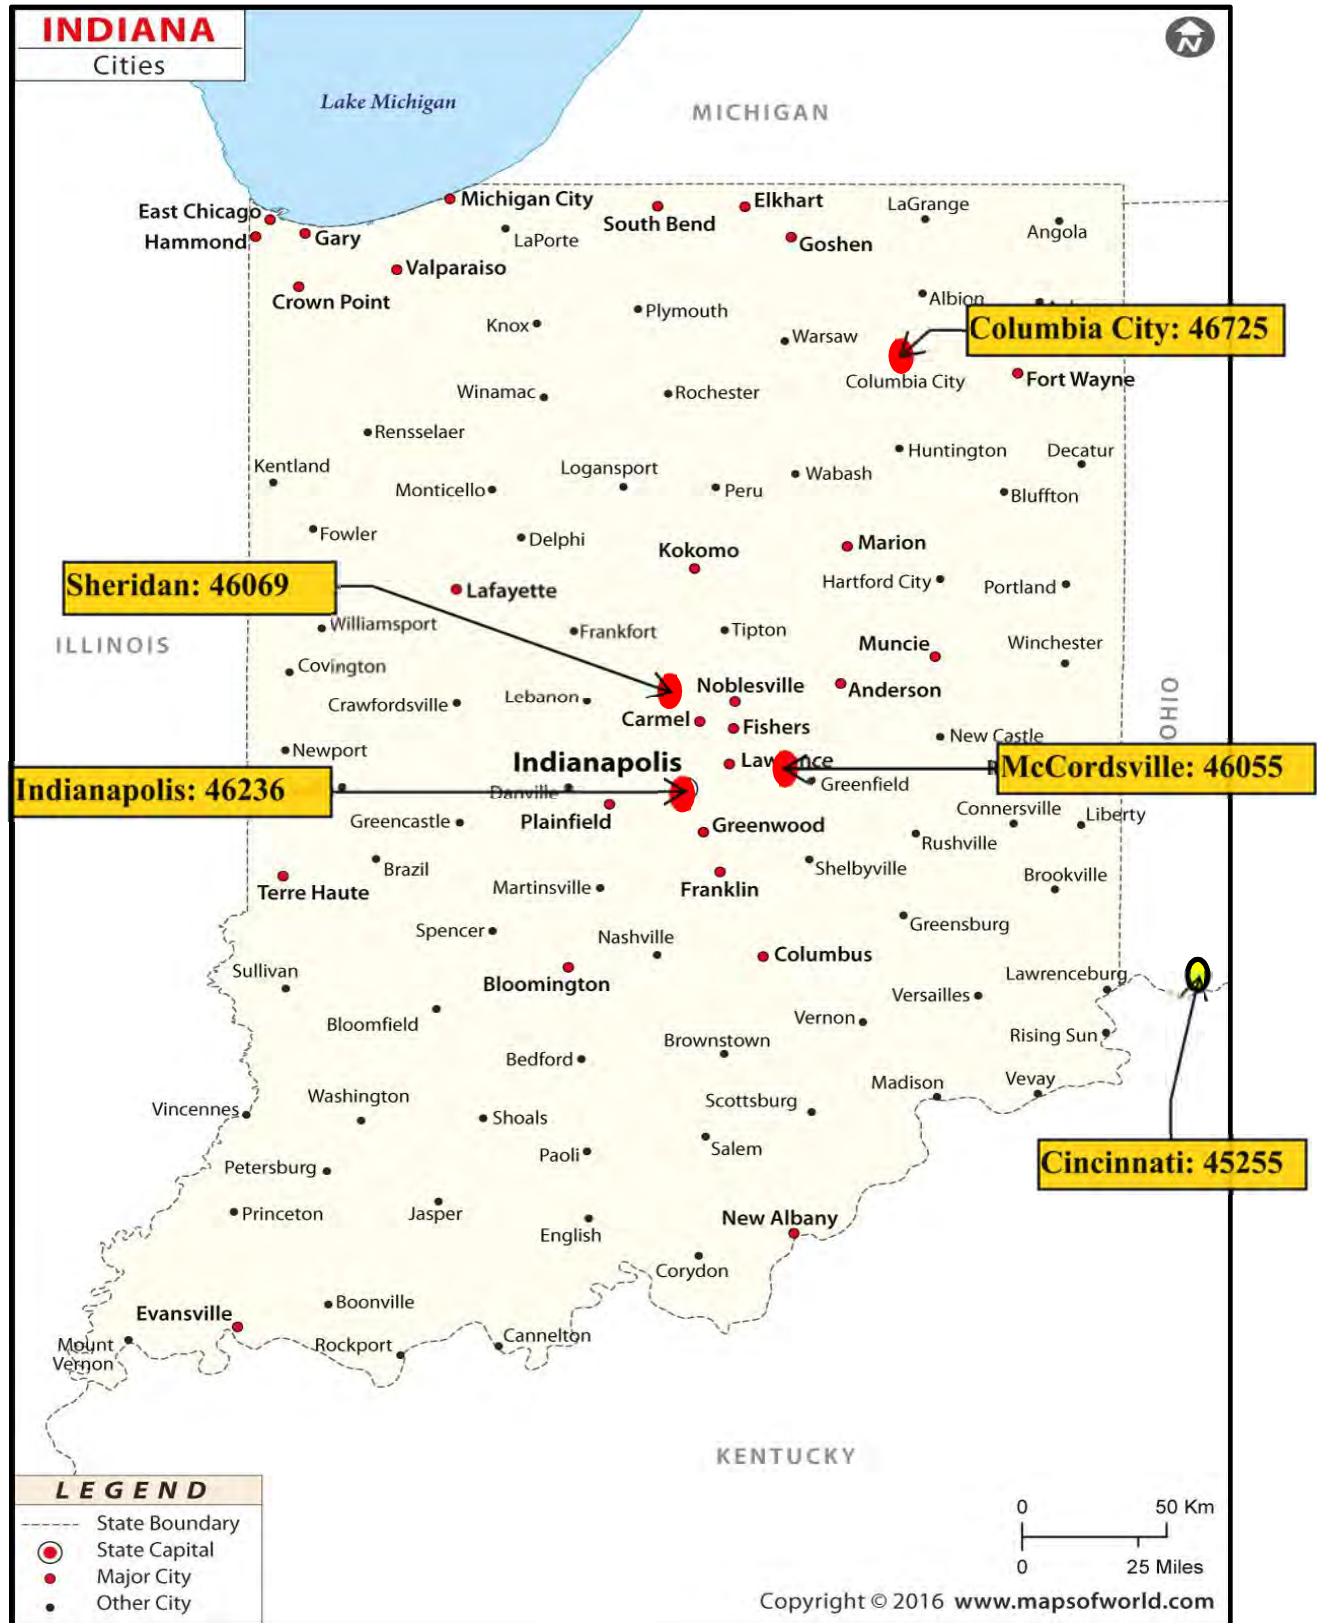 INDIANA
Cities
N
Lake Michigan
MICHIGAN
East Chicago
Hammond
Gary
Michigan City
LaPorte
South Bend
Elkhart
Goshen
LaGrange
Angola
Valparaiso
Crown Point
Knox
Plymouth
Warsaw
Albion
Columbia City: 46725
Columbia City
Fort Wayne
Winamac
Rochester
Rensselaer
Huntington
Decatur
Kentland
Logansport
Monticello
Peru
Wabash
Bluffton
Fowler
Delphi
Kokomo
Marion
Sheridan: 46069
Lafayette
Hartford City
Portland
ILLINOIS
Williamsport
Frankfort
Tipton
Muncie
Winchester
Covington
Crawfordsville
Lebanon
Noblesville
Anderson
OHIO
Carmel
Fishers
New Castle
Newport
Indianapolis
Lawrence
McCordsville: 46055
Indianapolis: 46236
Danville
Greenfield
Plainfield
Greencastle
Greenwood
Connersville
Liberty
Rushville
Brazil
Shelbyville
Terre Haute
Martinsville
Franklin
Brookville
Spencer
Nashville
Greensburg
Sullivan
Bloomington
Columbus
Lawrenceburg
Versailles
Bloomfield
Vernon
Rising Sun
Bedford
Brownstown
Washington
Madison
Vevay
Vincennes
Shoals
Scottsburg
Paoli
Salem
Petersburg
Cincinnati: 45255
Princeton
Jasper
English
New Albany
Corydon
Evansville
Boonville
Mount
Vernon
Rockport
Cannelton
KENTUCKY
LEGEND
State Boundary
State Capital
Major City
Other City
0 50 Km
0 25 Miles
Copyright © 2016 www.mapsofworld.com